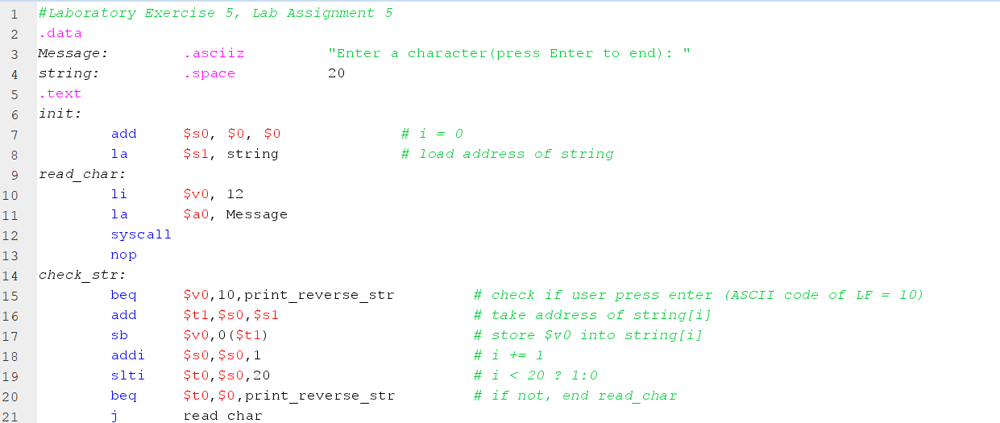 1 #Laboratory Exercise 5, Lab Assignment 5
2 .data
3 Message: .asciiz "Enter a character(press Enter to end): "
4 string: .space 20
5 .text
6 init:
7 add $s0, $0, $0 # i = 0
8 la $s1, string # load address of string
9 read_char:
10 li $v0, 12
11 la $a0, Message
12 syscall
13 nop
14 check_str:
15 beq $v0,10,print_reverse_str # check if user press enter (ASCII code of LF = 10)
16 add $t1,$s0,$s1 # take address of string[i]
17 sb $v0,0($t1) # store $v0 into string[i]
18 addi $s0,$s0,1 # i += 1
19 slti $t0,$s0,20 # i < 20 ? 1:0
20 beq $t0,$0,print_reverse_str # if not, end read_char
21 j read char